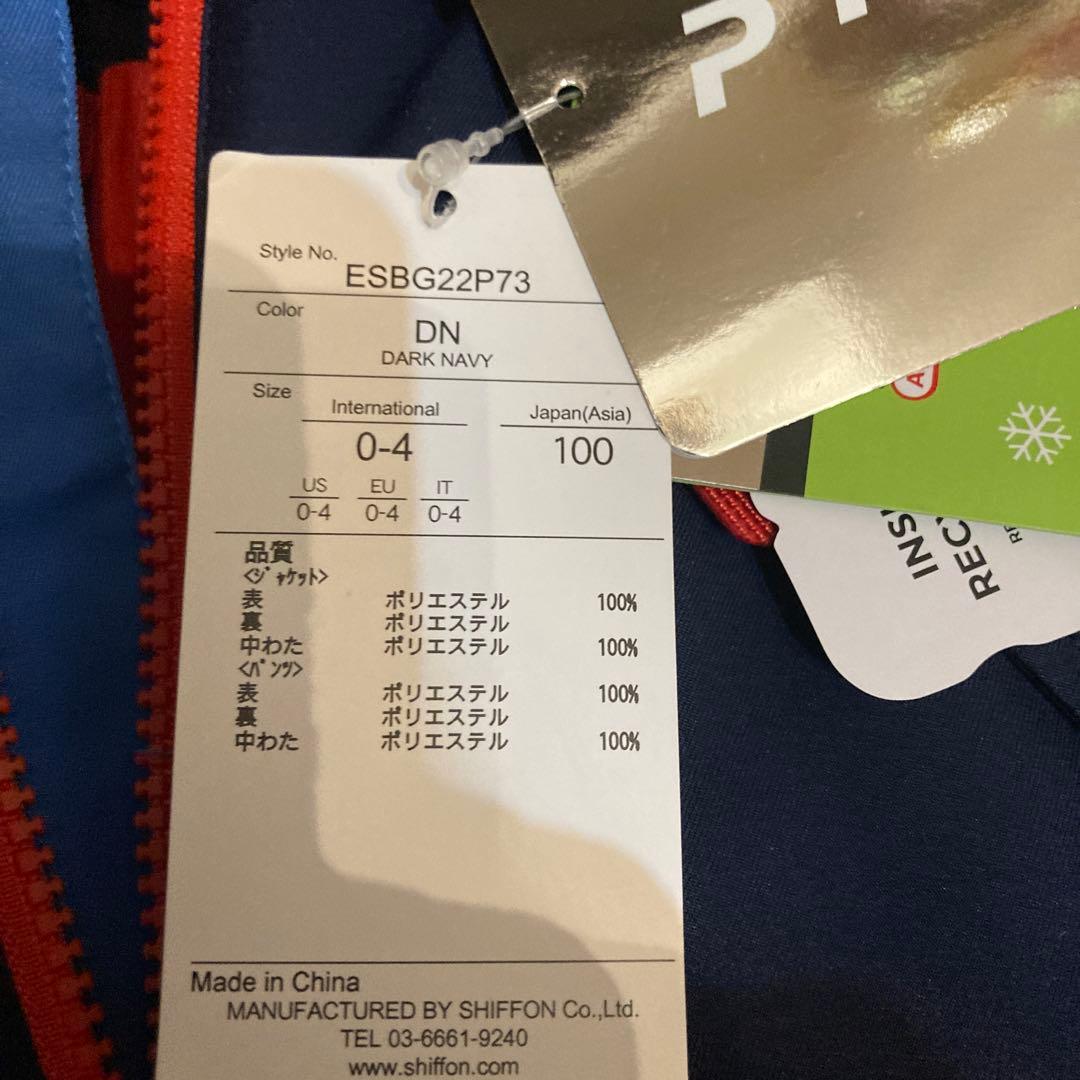 Style No.
ESBG22P73
Color
DN
DARK NAVY
Size
International
Japan(Asia)
0-4
100
US EU IT
0-4 0-4 0-4
品質
<ｼﾞｬｹｯﾄ>
表 ポリエステル 100%
裏 ポリエステル
中わた ポリエステル 100%
<ﾊﾟﾝﾂ>
表 ポリエステル 100%
裏 ポリエステル
中わた ポリエステル 100%
Made in China
MANUFACTURED BY SHIFFON Co.,Ltd.
TEL 03-6661-9240
www.shiffon.com
P
A